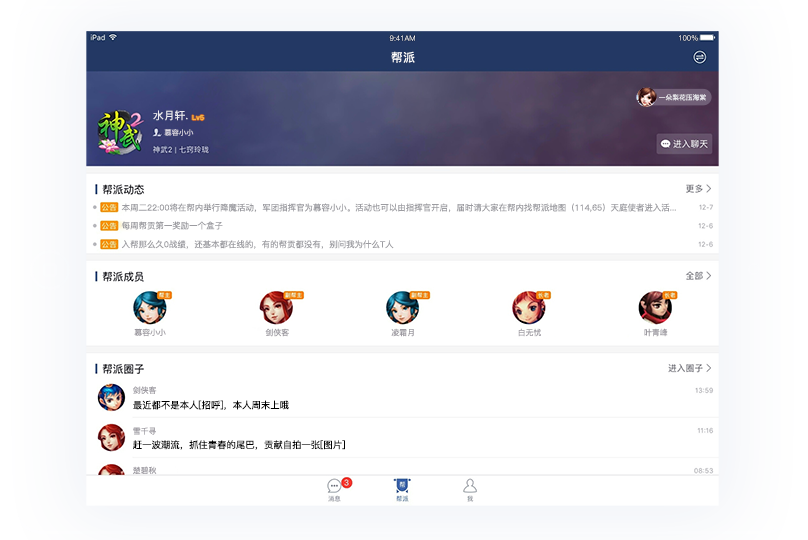 iPad 9:41AM 100%
帮派
一朵梨花压海棠
神武2
水月轩. Lv5
慕容小小
神武2 | 七窍玲珑
进入聊天
帮派动态 更多
公告 本周二22:00将在帮内举行降魔活动，军团指挥官为慕容小小。活动也可以由指挥官开启，届时请大家在帮内找帮派地图（114,65）天庭使者进入活... 12-7
公告 每周帮贡第一奖励一个盒子 12-6
公告 入帮那么久0战绩，还基本都在线的，有的帮贡都没有，别问我为什么T人 12-6
帮派成员 全部
帮主 副帮主 副帮主 长老 长老
慕容小小 剑侠客 凌霜月 白无忧 叶青峰
帮派圈子 进入圈子
剑侠客 13:59
最近都不是本人[招呼]，本人周末上哦
雪千寻 11:16
赶一波潮流，抓住青春的尾巴，贡献自拍一张[图片]
楚碧秋 08:53
3
帮
消息 帮派 我